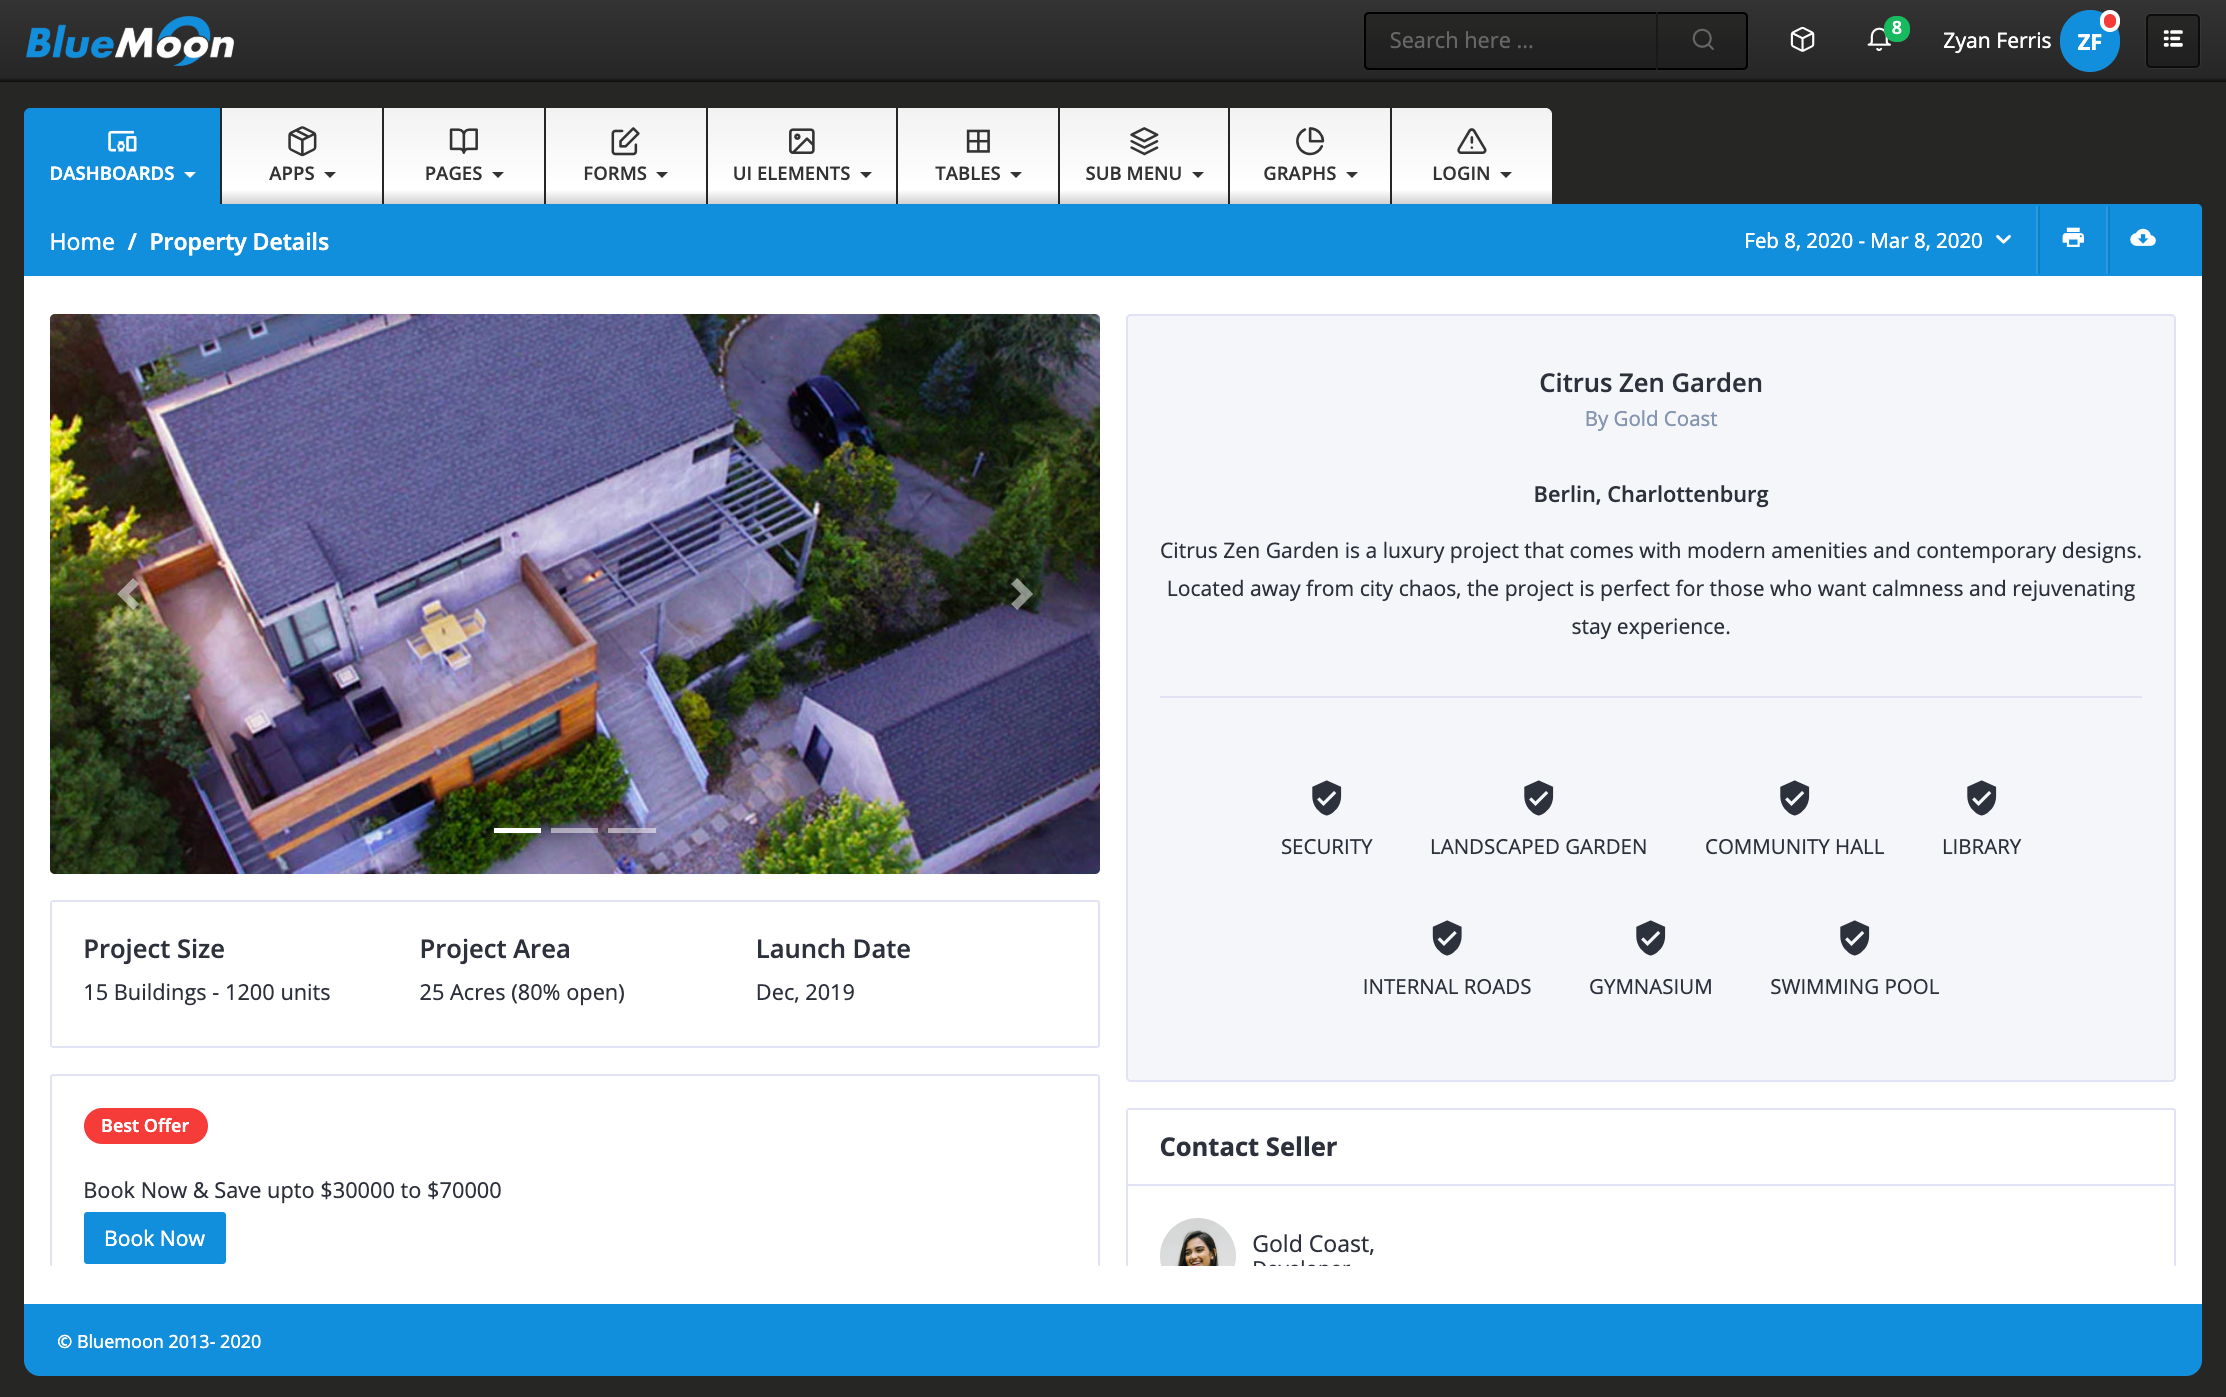 BlueMoon
Search here ...
8
Zyan Ferris
ZF
DASHBOARDS
APPS
PAGES
FORMS
UI ELEMENTS
TABLES
SUB MENU
GRAPHS
LOGIN
Home / Property Details
Feb 8, 2020 - Mar 8, 2020
Citrus Zen Garden
By Gold Coast
Berlin, Charlottenburg
Citrus Zen Garden is a luxury project that comes with modern amenities and contemporary designs.
Located away from city chaos, the project is perfect for those who want calmness and rejuvenating
stay experience.
SECURITY
LANDSCAPED GARDEN
COMMUNITY HALL
LIBRARY
INTERNAL ROADS
GYMNASIUM
SWIMMING POOL
Project Size
15 Buildings - 1200 units
Project Area
25 Acres (80% open)
Launch Date
Dec, 2019
Best Offer
Book Now & Save upto $30000 to $70000
Book Now
Contact Seller
Gold Coast,
Developer
© Bluemoon 2013- 2020